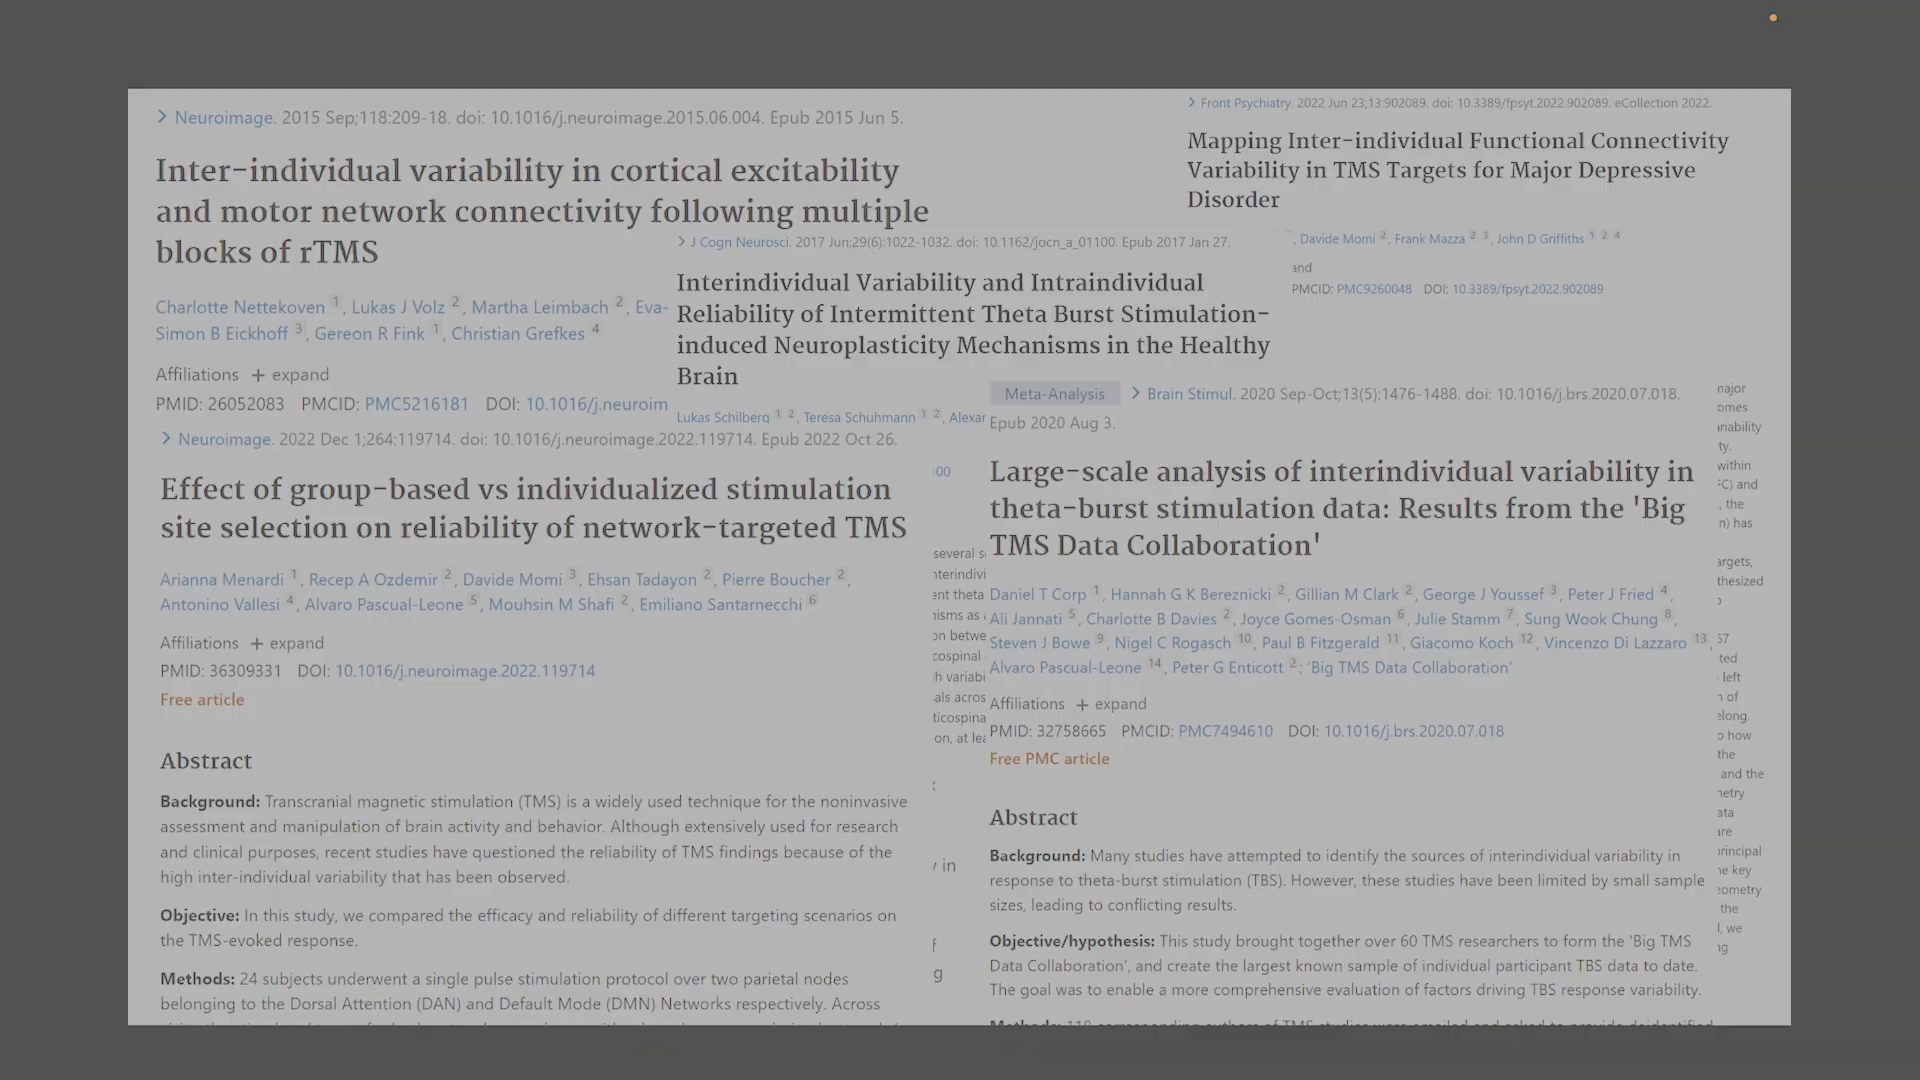 > Neuroimage. 2015 Sep;118:209-18. doi: 10.1016/j.neuroimage.2015.06.004. Epub 2015 Jun 5.
Inter-individual variability in cortical excitability
and motor network connectivity following multiple
blocks of rTMS
Charlotte Nettekoven 1, Lukas J Volz 2, Martha Leimbach 2, Eva-
Simon B Eickhoff 3, Gereon R Fink 1, Christian Grefkes 4
Affiliations + expand
PMID: 26052083 PMCID: PMC5216181 DOI: 10.1016/j.neuroim
> Front Psychiatry. 2022 Jun 23;13:902089. doi: 10.3389/fpsyt.2022.902089. eCollection 2022.
Mapping Inter-individual Functional Connectivity
Variability in TMS Targets for Major Depressive
Disorder
, Davide Momi 2, Frank Mazza 2 3, John D Griffiths 1 2 4
and
PMCID: PMC9260048 DOI: 10.3389/fpsyt.2022.902089
> J Cogn Neurosci. 2017 Jun;29(6):1022-1032. doi: 10.1162/jocn_a_01100. Epub 2017 Jan 27.
Interindividual Variability and Intraindividual
Reliability of Intermittent Theta Burst Stimulation-
induced Neuroplasticity Mechanisms in the Healthy
Brain
Lukas Schilberg 1 2, Teresa Schuhmann 1 2, Alexar
> Neuroimage. 2022 Dec 1;264:119714. doi: 10.1016/j.neuroimage.2022.119714. Epub 2022 Oct 26.
Effect of group-based vs individualized stimulation
site selection on reliability of network-targeted TMS
Arianna Menardi 1, Recep A Ozdemir 2, Davide Momi 3, Ehsan Tadayon 2, Pierre Boucher 2,
Antonino Vallesi 4, Alvaro Pascual-Leone 5, Mouhsin M Shafi 2, Emiliano Santarnecchi 6
Affiliations + expand
PMID: 36309331 DOI: 10.1016/j.neuroimage.2022.119714
Free article
Abstract
Background: Transcranial magnetic stimulation (TMS) is a widely used technique for the noninvasive
assessment and manipulation of brain activity and behavior. Although extensively used for research
and clinical purposes, recent studies have questioned the reliability of TMS findings because of the
high inter-individual variability that has been observed.
Objective: In this study, we compared the efficacy and reliability of different targeting scenarios on
the TMS-evoked response.
Methods: 24 subjects underwent a single pulse stimulation protocol over two parietal nodes
belonging to the Dorsal Attention (DAN) and Default Mode (DMN) Networks respectively. Across
Meta-Analysis > Brain Stimul. 2020 Sep-Oct;13(5):1476-1488. doi: 10.1016/j.brs.2020.07.018.
Epub 2020 Aug 3.
Large-scale analysis of interindividual variability in
theta-burst stimulation data: Results from the 'Big
TMS Data Collaboration'
Daniel T Corp 1, Hannah G K Bereznicki 2, Gillian M Clark 2, George J Youssef 3, Peter J Fried 4,
Ali Jannati 5, Charlotte B Davies 2, Joyce Gomes-Osman 6, Julie Stamm 7, Sung Wook Chung 8,
Steven J Bowe 9, Nigel C Rogasch 10, Paul B Fitzgerald 11, Giacomo Koch 12, Vincenzo Di Lazzaro 13,
Alvaro Pascual-Leone 14, Peter G Enticott 2; 'Big TMS Data Collaboration'
Affiliations + expand
PMID: 32758665 PMCID: PMC7494610 DOI: 10.1016/j.brs.2020.07.018
Free PMC article
Abstract
Background: Many studies have attempted to identify the sources of interindividual variability in
response to theta-burst stimulation (TBS). However, these studies have been limited by small sample
sizes, leading to conflicting results.
Objective/hypothesis: This study brought together over 60 TMS researchers to form the 'Big TMS
Data Collaboration', and create the largest known sample of individual participant TBS data to date.
The goal was to enable a more comprehensive evaluation of factors driving TBS response variability.